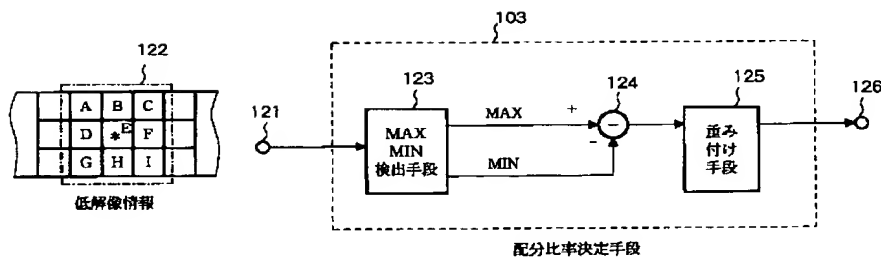 122
A B C
D *E F
G H I
低解像情報
103
121
123
MAX
MIN
検出手段
MAX
MIN
+
-
124
-
125
重み
付け
手段
126
配分比率決定手段